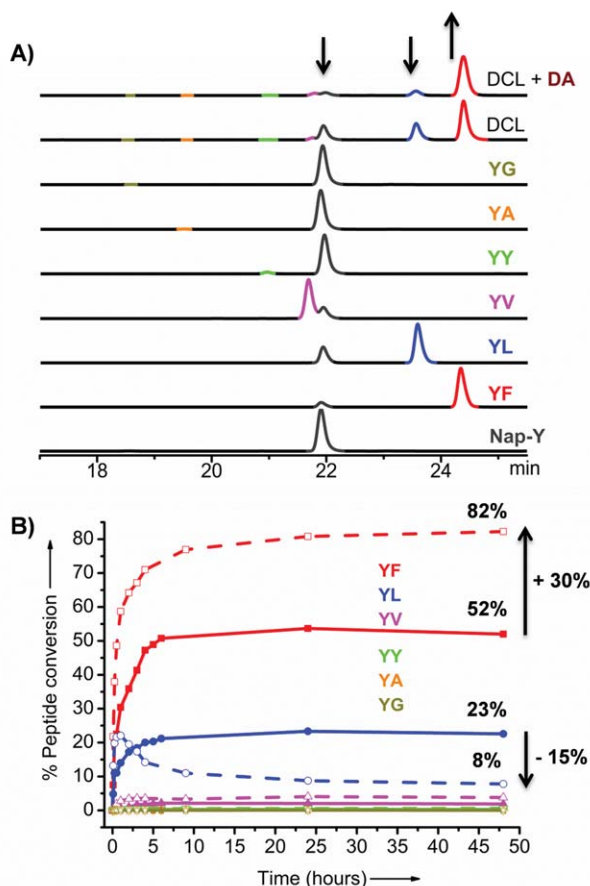 A)
DCL + DA
DCL
YG
YA
YY
YV
YL
YF
Nap-Y
18
20
22
24
min
B)
% Peptide conversion
80
70
60
50
40
30
20
10
0
82%
+ 30%
52%
23%
8%
- 15%
YF
YL
YV
YY
YA
YG
0 5 10 15 20 25 30 35 40 45 50
Time (hours)